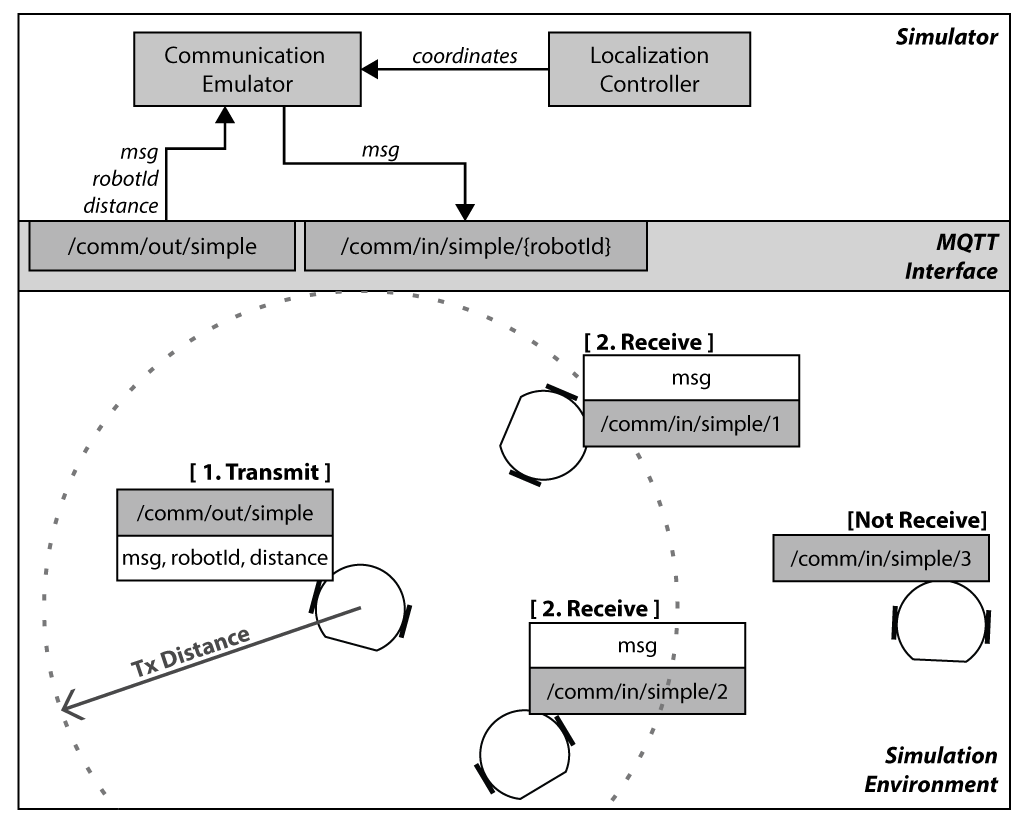 Simulator
Communication
Emulator
coordinates
Localization
Controller
msg
robotId
distance
msg
/comm/out/simple
/comm/in/simple/{robotId}
MQTT
Interface
[ 2. Receive ]
msg
/comm/in/simple/1
[ 1. Transmit ]
/comm/out/simple
msg, robotId, distance
[Not Receive]
/comm/in/simple/3
[ 2. Receive ]
msg
/comm/in/simple/2
Tx Distance
Simulation
Environment